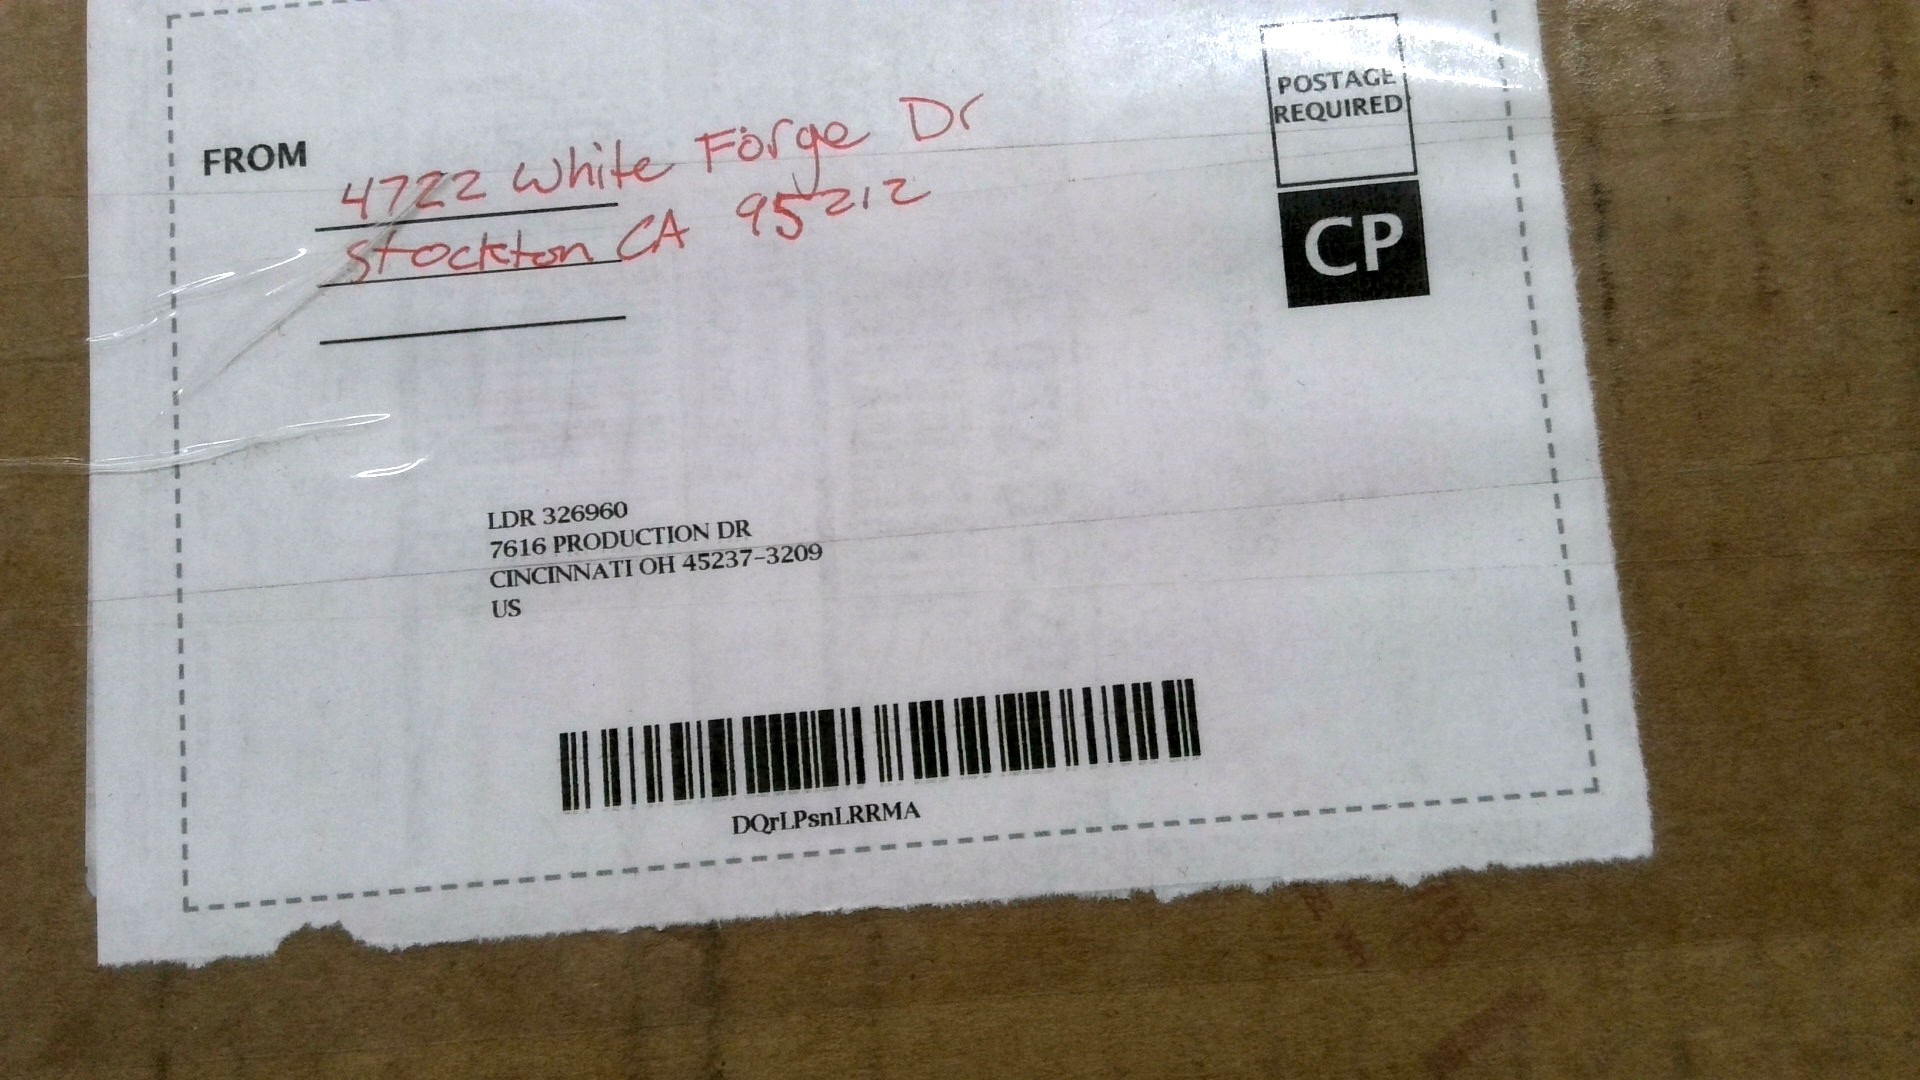 POSTAGE
REQUIRED
CP
FROM
4722 White Forge Dr
Stockton CA 95212
LDR 326960
7616 PRODUCTION DR
CINCINNATI OH 45237-3209
US
DQrLPsnLRRMA